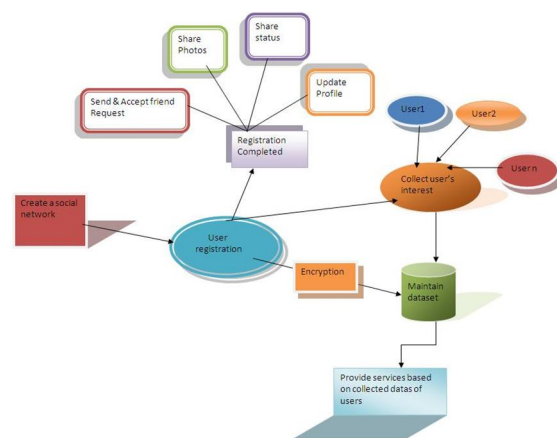 Share
Photos
Share
status
Update
Profile
Send & Accept friend
Request
User1
User2
User n
Registration
Completed
Collect user's
interest
Create a social
network
User
registration
Encryption
Maintain
dataset
Provide services based
on collected datas of
users